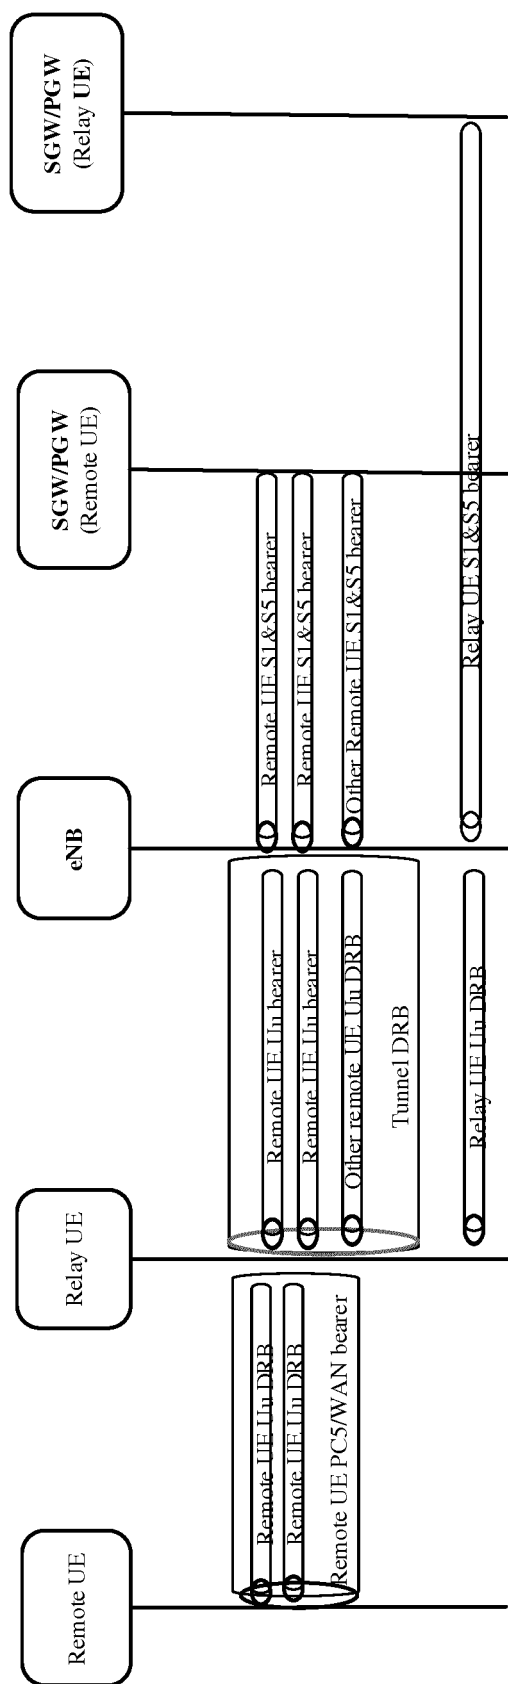 Remote UE
Relay UE
eNB
SGW/PGW
(Remote UE)
SGW/PGW
(Relay UE)
Remote UE Uu DRB
Remote UE Uu DRB
Remote UE PC5/WAN bearer
Remote UE Uu bearer
Remote UE Uu bearer
Other remote UE Uu DRB
Tunnel DRB
Relay UE Uu DRB
Remote UE S1&S5 bearer
Remote UE S1&S5 bearer
Other Remote UE S1&S5 bearer
Relay UE S1&S5 bearer